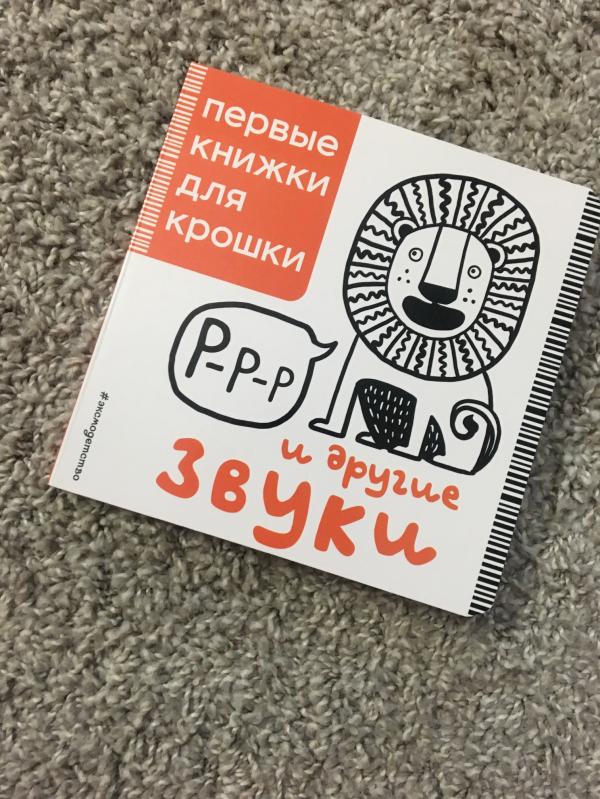 первые
книжки
для
крошки
Р-Р-Р
и другие
звуки
#эксмодетство